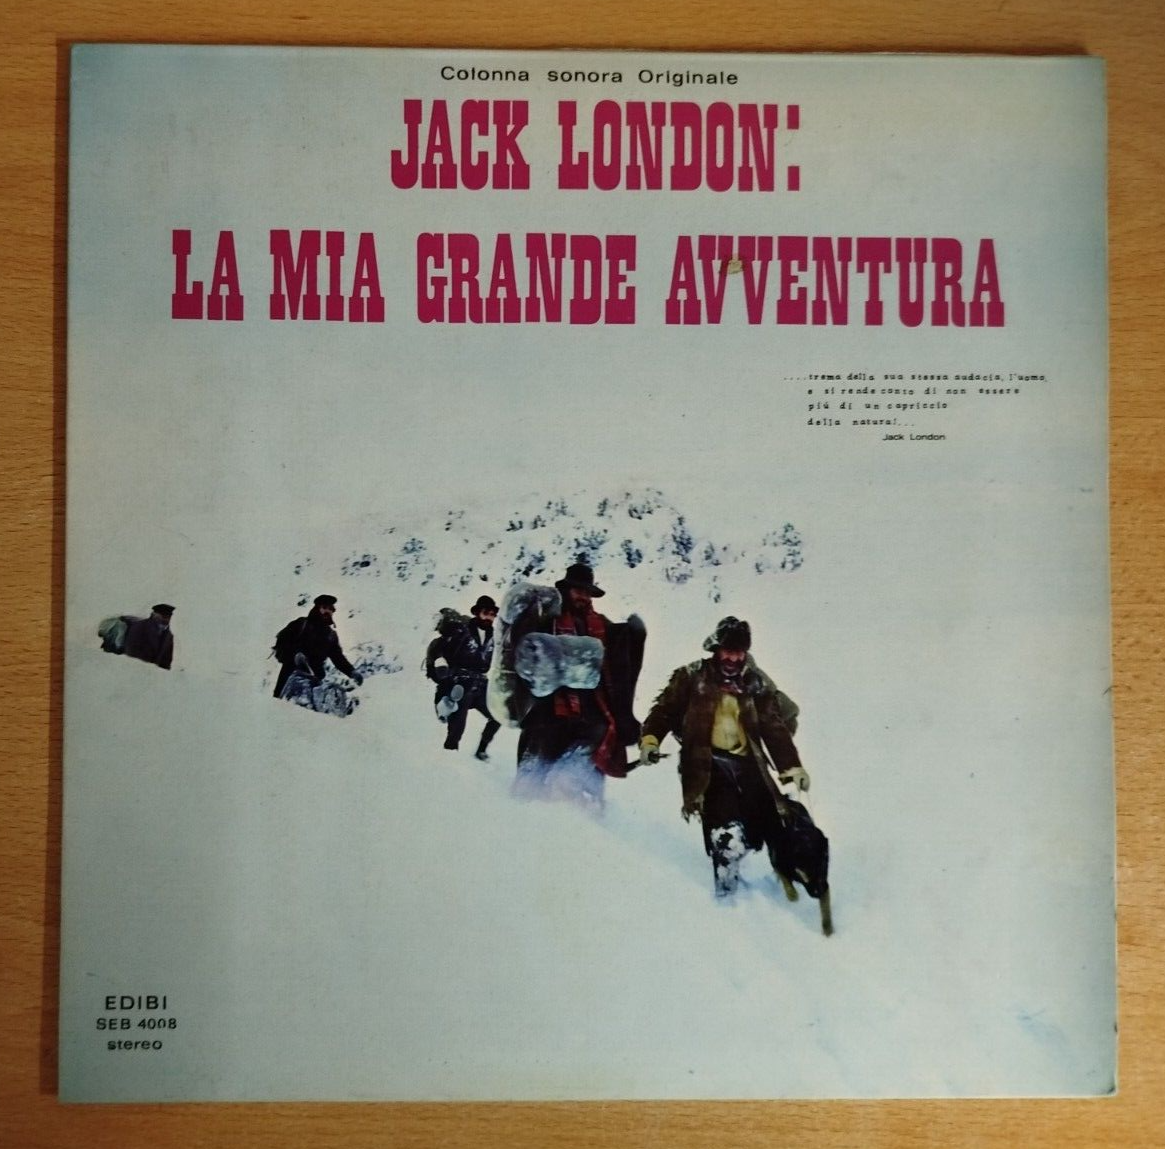 Colonna sonora Originale
JACK LONDON:
LA MIA GRANDE AVVENTURA
....trema della sua stessa audacia, l'uomo,
e si rende conto di non essere
più di un capriccio
della natura!...
Jack London
EDIBI
SEB 4008
stereo